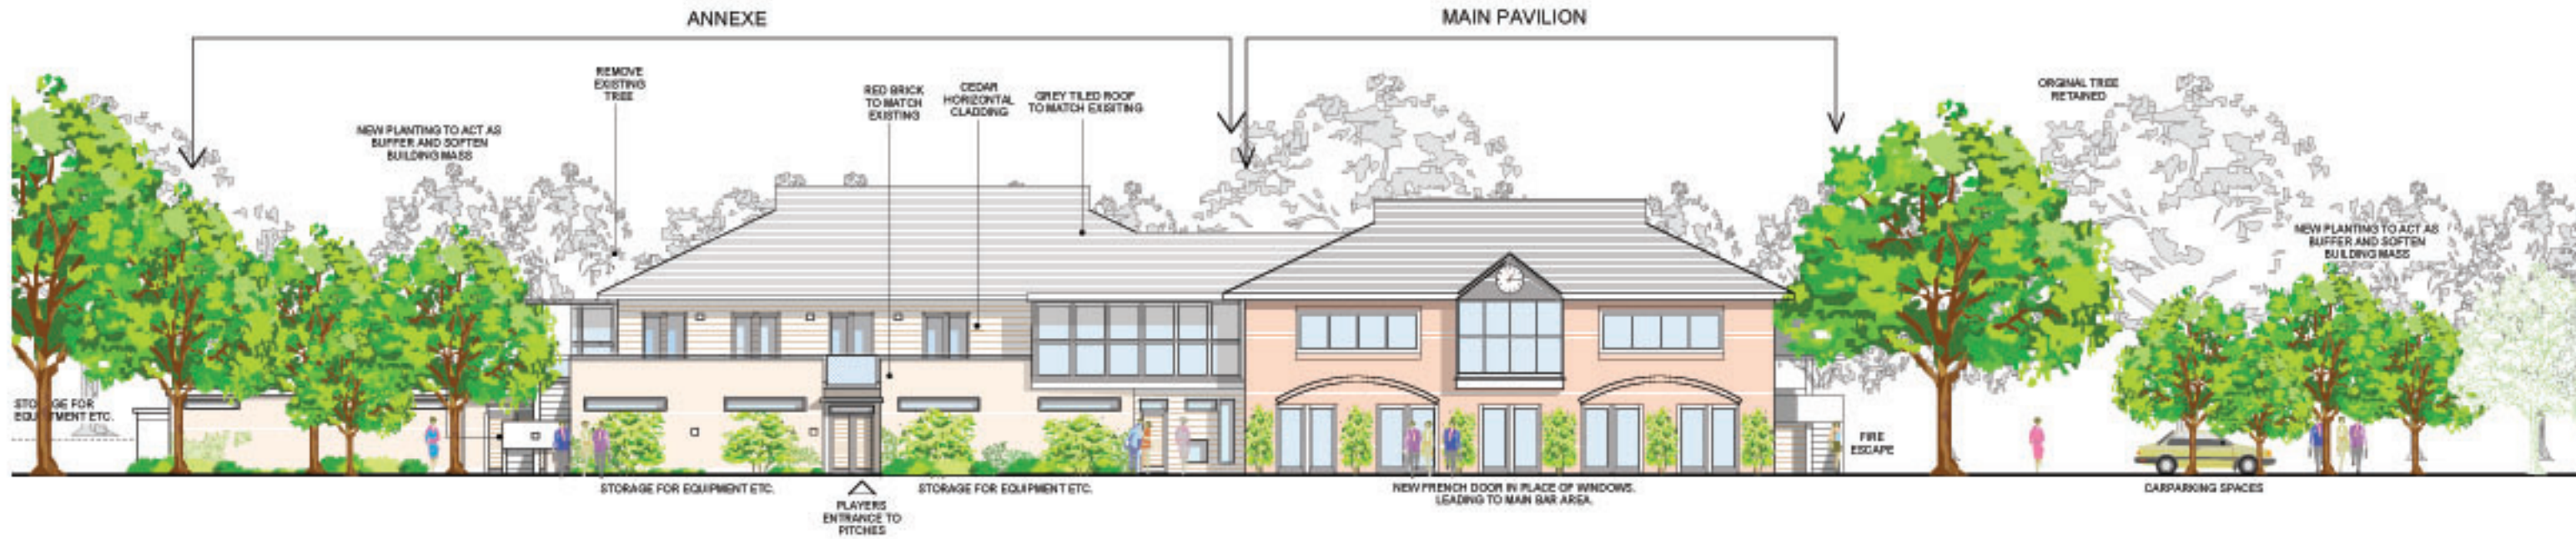 ANNEXE
MAIN PAVILION
REMOVE
EXISTING
TREE
RED BRICK
TO MATCH
EXISTING
CEDAR
HORIZONTAL
CLADDING
GREY TILED ROOF
TO MATCH EXISITING
ORGINAL TREE
RETAINED
NEW PLANTING TO ACT AS
BUFFER AND SOFTEN
BUILDING MASS
NEW PLANTING TO ACT AS
BUFFER AND SOFTEN
BUILDING MASS
STORAGE FOR
EQUIPMENT ETC.
FIRE
ESCAPE
STORAGE FOR EQUIPMENT ETC.
STORAGE FOR EQUIPMENT ETC.
NEW FRENCH DOOR IN PLACE OF WINDOWS.
LEADING TO MAIN BAR AREA.
CARPARKING SPACES
PLAYERS
ENTRANCE TO
PITCHES